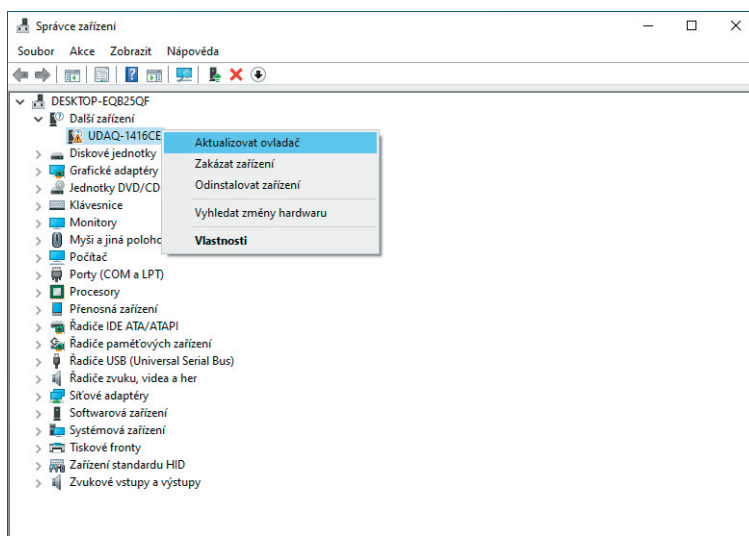 Správce zařízení
Soubor Akce Zobrazit Nápověda
DESKTOP-EQB25QF
Další zařízení
UDAQ-1416CE
Aktualizovat ovladač
Zakázat zařízení
Odinstalovat zařízení
Vyhledat změny hardwaru
Vlastnosti
Diskové jednotky
Grafické adaptéry
Jednotky DVD/CD
Klávesnice
Monitory
Myši a jiná poloho
Počítač
Porty (COM a LPT)
Procesory
Přenosná zařízení
Řadiče IDE ATA/ATAPI
Řadiče paměťových zařízení
Řadiče USB (Universal Serial Bus)
Řadiče zvuku, videa a her
Síťové adaptéry
Softwarová zařízení
Systémová zařízení
Tiskové fronty
Zařízení standardu HID
Zvukové vstupy a výstupy